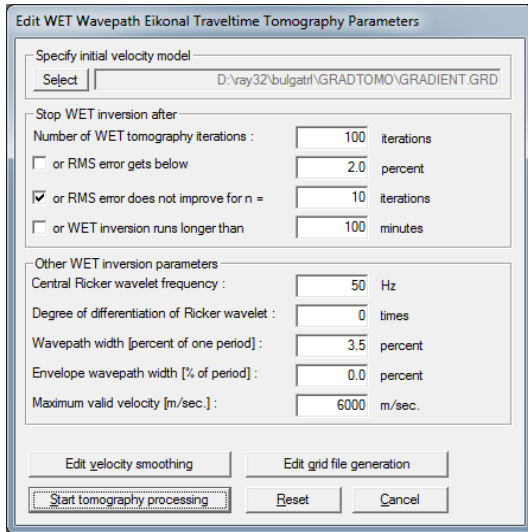 Edit WET Wavepath Eikonal Traveltime Tomography Parameters
Specify initial velocity model
Select D:\ray32\bulgatrl\GRADTOMO\GRADIENT.GRD
Stop WET inversion after
Number of WET tomography iterations : 100 iterations
or RMS error gets below 2.0 percent
or RMS error does not improve for n = 10 iterations
or WET inversion runs longer than 100 minutes
Other WET inversion parameters
Central Ricker wavelet frequency : 50 Hz
Degree of differentiation of Ricker wavelet : 0 times
Wavepath width [percent of one period] : 3.5 percent
Envelope wavepath width [% of period] : 0.0 percent
Maximum valid velocity [m/sec.] : 6000 m/sec.
Edit velocity smoothing Edit grid file generation
Start tomography processing Reset Cancel